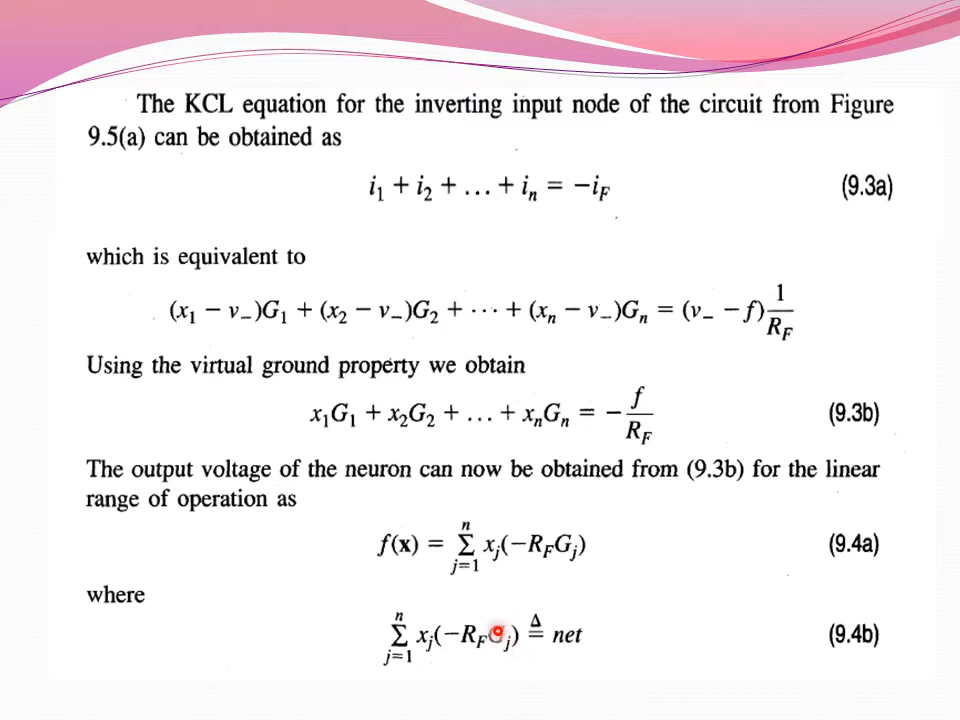 The KCL equation for the inverting input node of the circuit from Figure
9.5(a) can be obtained as
i₁ + i₂ + ... + iₙ = −i_F (9.3a)
which is equivalent to
(x₁ − v₋)G₁ + (x₂ − v₋)G₂ + ··· + (xₙ − v₋)Gₙ = (v₋ − f) 1/R_F
Using the virtual ground property we obtain
x₁G₁ + x₂G₂ + ... + xₙGₙ = − f/R_F (9.3b)
The output voltage of the neuron can now be obtained from (9.3b) for the linear
range of operation as
f(x) = Σ_{j=1}^{n} x_j(−R_F G_j) (9.4a)
where
Σ_{j=1}^{n} x_j(−R_F G_j) ≜ net (9.4b)